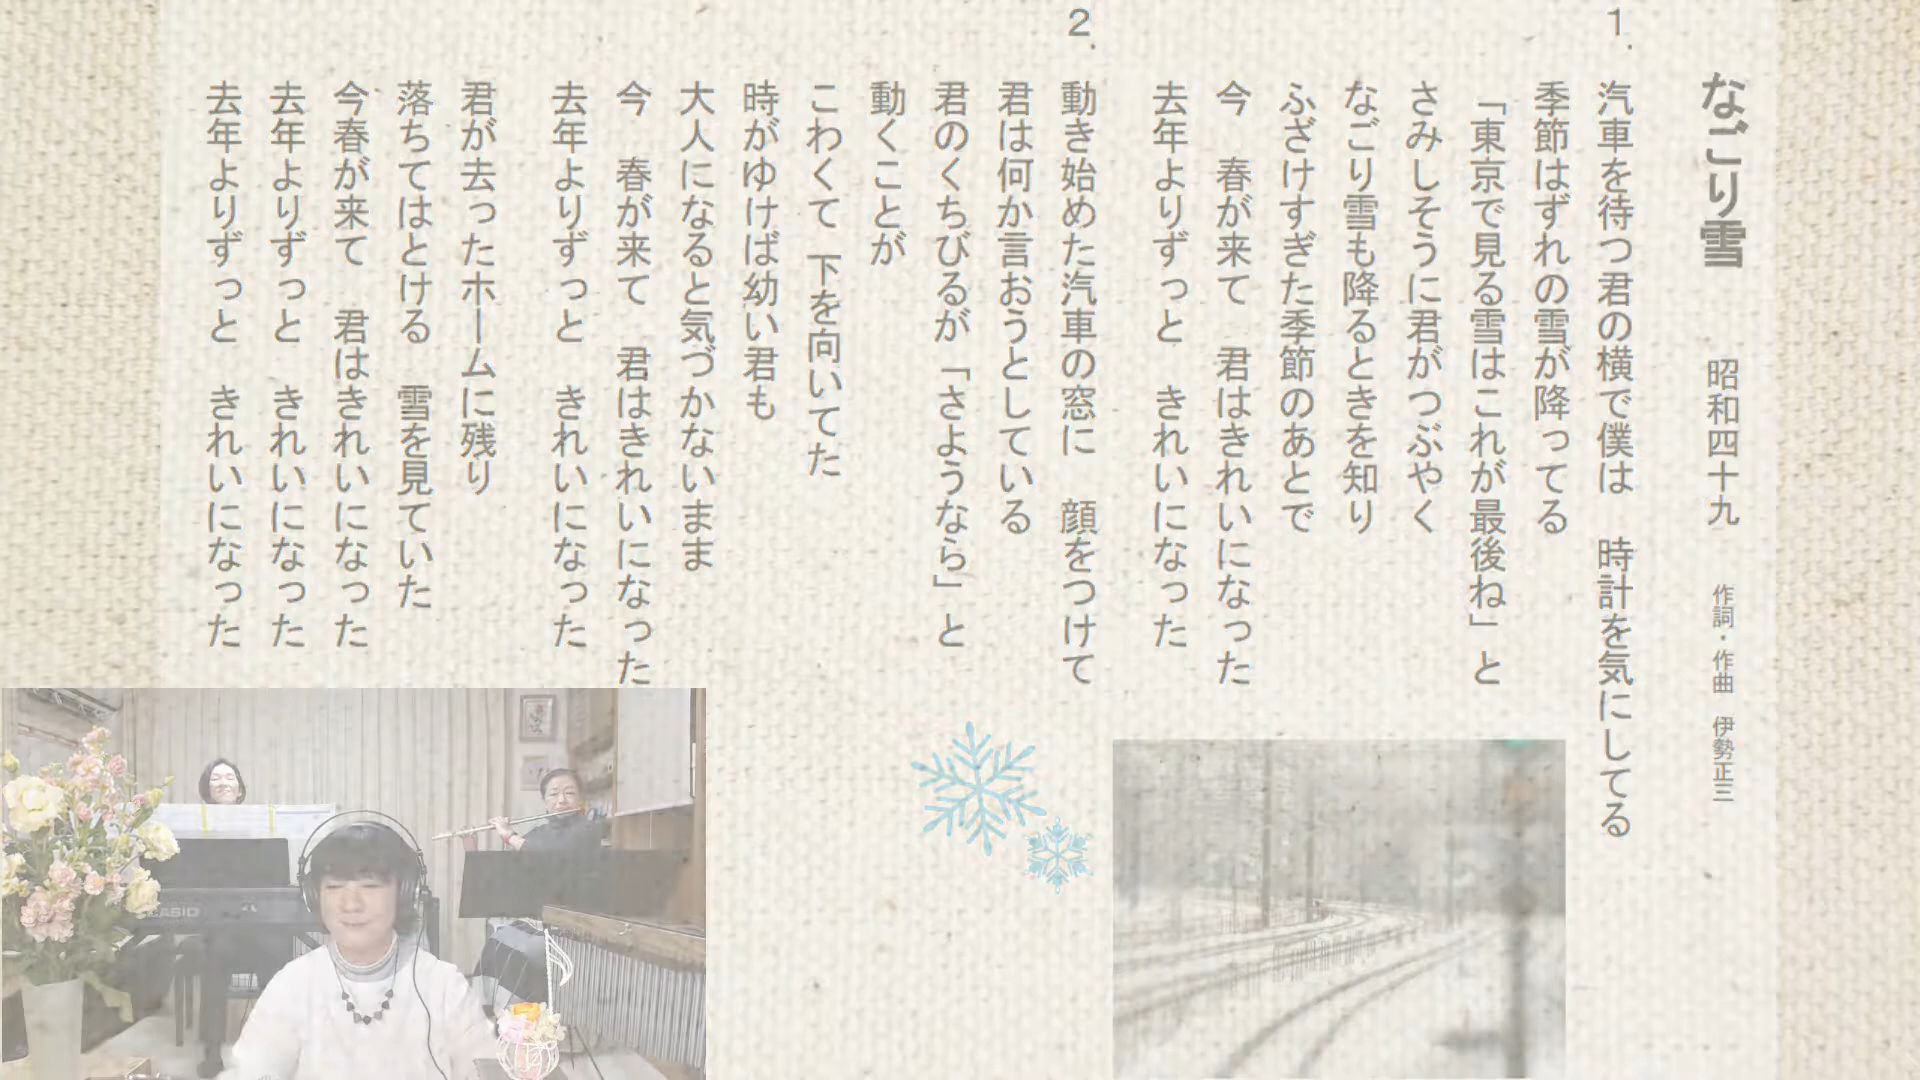 なごり雪　昭和四十九　作詞・作曲　伊勢正三
1.
汽車を待つ君の横で僕は　時計を気にしてる
季節はずれの雪が降ってる
「東京で見る雪はこれが最後ね」と
さみしそうに君がつぶやく
なごり雪も降るときを知り
ふざけすぎた季節のあとで
今　春が来て　君はきれいになった
去年よりずっと　きれいになった
2.
動き始めた汽車の窓に　顔をつけて
君は何か言おうとしている
君のくちびるが「さようなら」と
動くことが
こわくて　下を向いてた
時がゆけば幼い君も
大人になると気づかないまま
今　春が来て　君はきれいになった
去年よりずっと　きれいになった
君が去ったホームに残り
落ちてはとける　雪を見ていた
今春が来て　君はきれいになった
去年よりずっと　きれいになった
去年よりずっと　きれいになった
CASIO